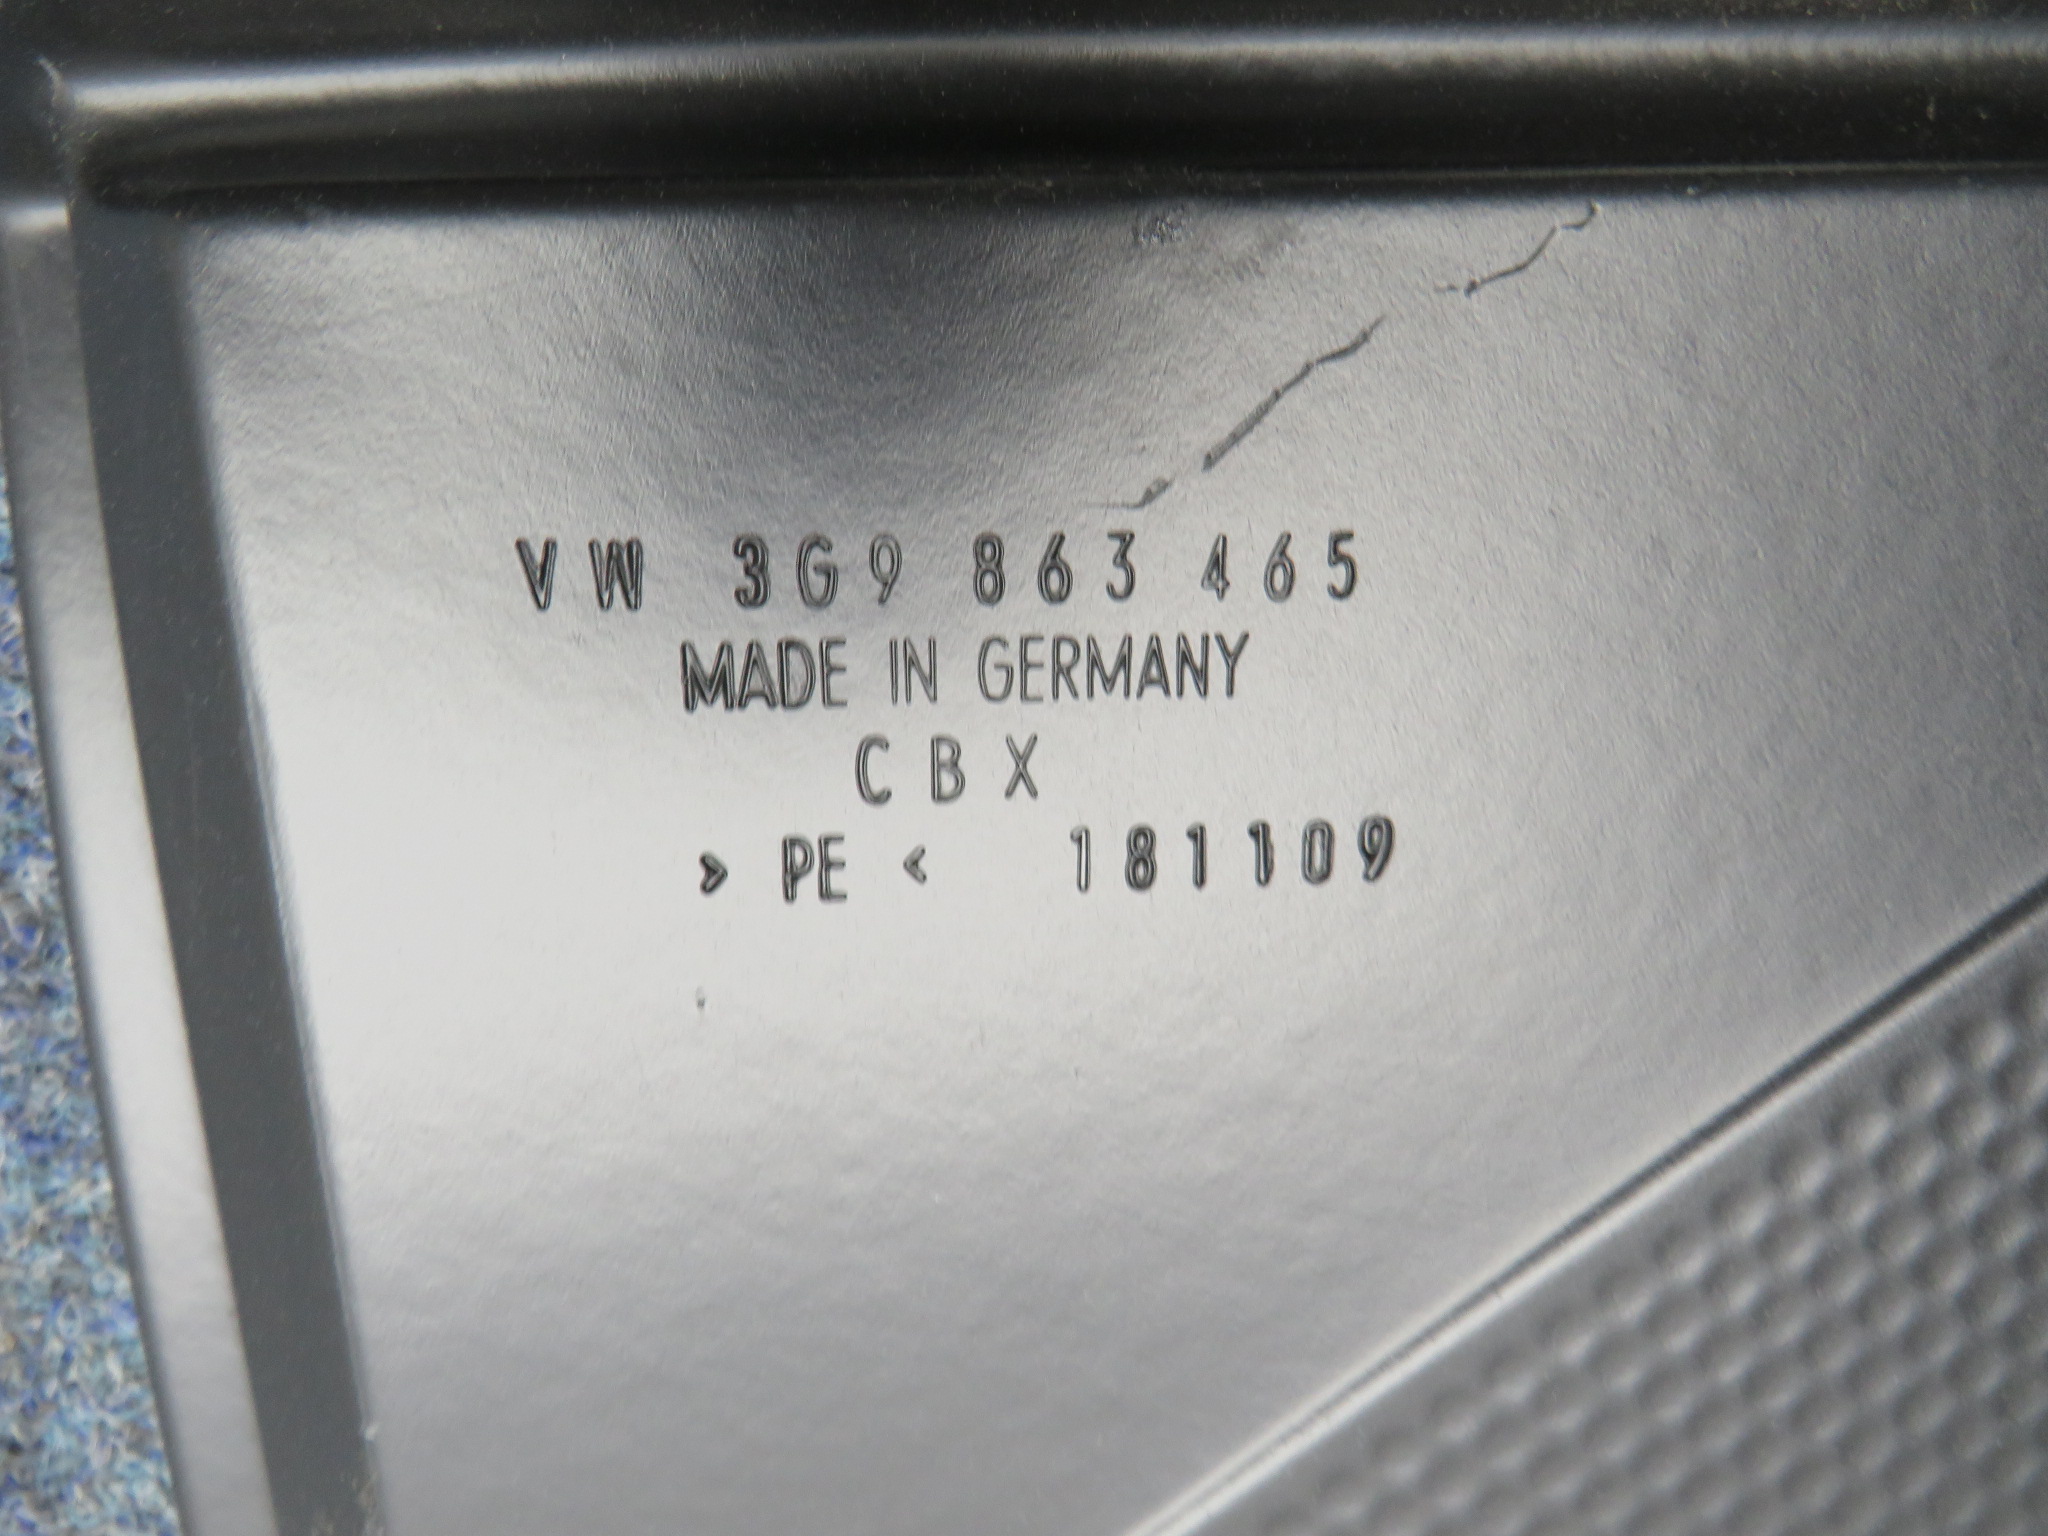 VW 3G9 863 465
MADE IN GERMANY
CBX
> PE < 181109